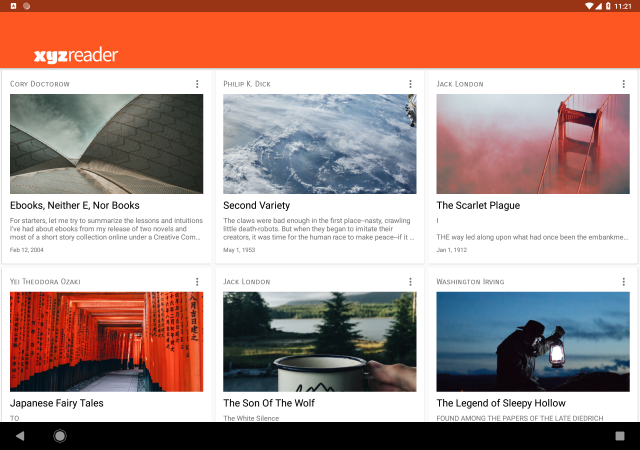 11:21
xyzreader
Cory Doctorow
Ebooks, Neither E, Nor Books
For starters, let me try to summarize the lessons and intuitions
I've had about ebooks from my release of two novels and
most of a short story collection online under a Creative Com...
Feb 12, 2004
Philip K. Dick
Second Variety
The claws were bad enough in the first place–nasty, crawling
little death-robots. But when they began to imitate their
creators, it was time for the human race to make peace–if it ...
May 1, 1953
Jack London
The Scarlet Plague
I
THE way led along upon what had once been the embankme...
Jan 1, 1912
Yei Theodora Ozaki
八月吉日建之
Japanese Fairy Tales
TO
Jack London
The Son Of The Wolf
The White Silence
Washington Irving
The Legend of Sleepy Hollow
FOUND AMONG THE PAPERS OF THE LATE DIEDRICH